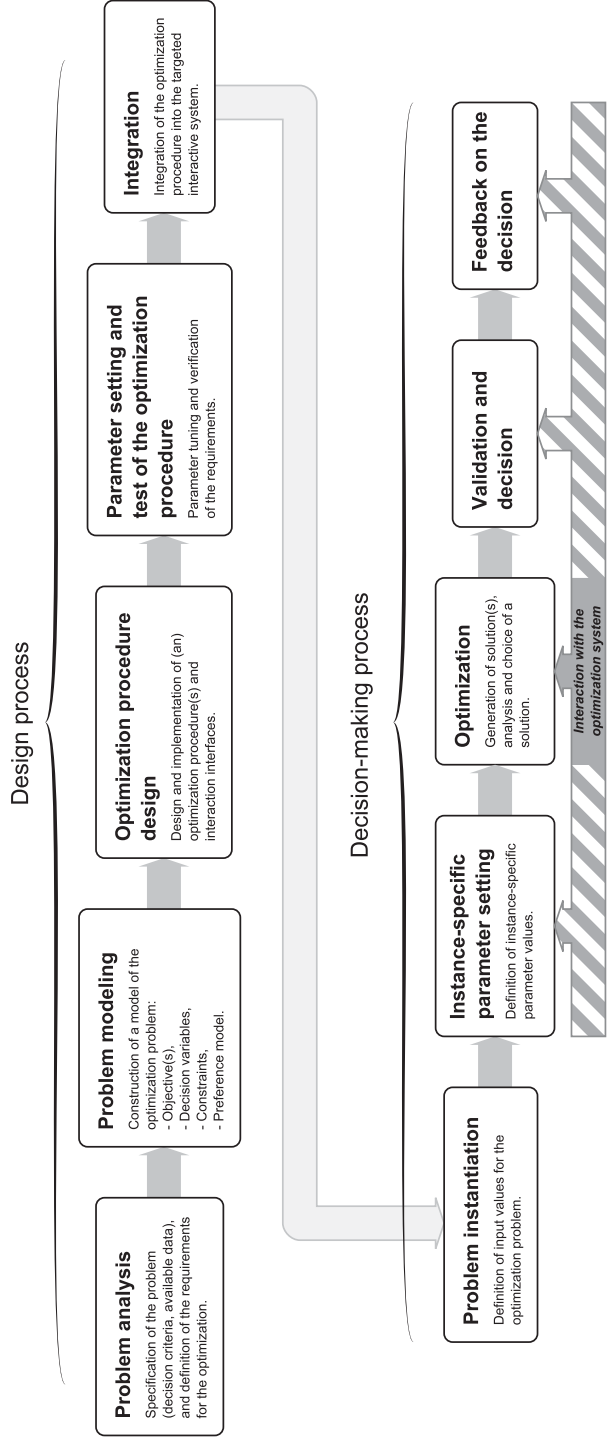 Design process
Problem analysis
Specification of the problem
(decision criteria, available data),
and definition of the requirements
for the optimization.
Problem modeling
Construction of a model of the
optimization problem:
- Objective(s),
- Decision variables,
- Constraints,
- Preference model.
Optimization procedure
design
Design and implementation of (an)
optimization procedure(s) and
interaction interfaces.
Parameter setting and
test of the optimization
procedure
Parameter tuning and verification
of the requirements.
Integration
Integration of the optimization
procedure into the targeted
interactive system.
Decision-making process
Problem instantiation
Definition of input values for the
optimization problem.
Instance-specific
parameter setting
Definition of instance-specific
parameter values.
Optimization
Generation of solution(s),
analysis and choice of a
solution.
Validation and
decision
Feedback on the
decision
Interaction with the
optimization system